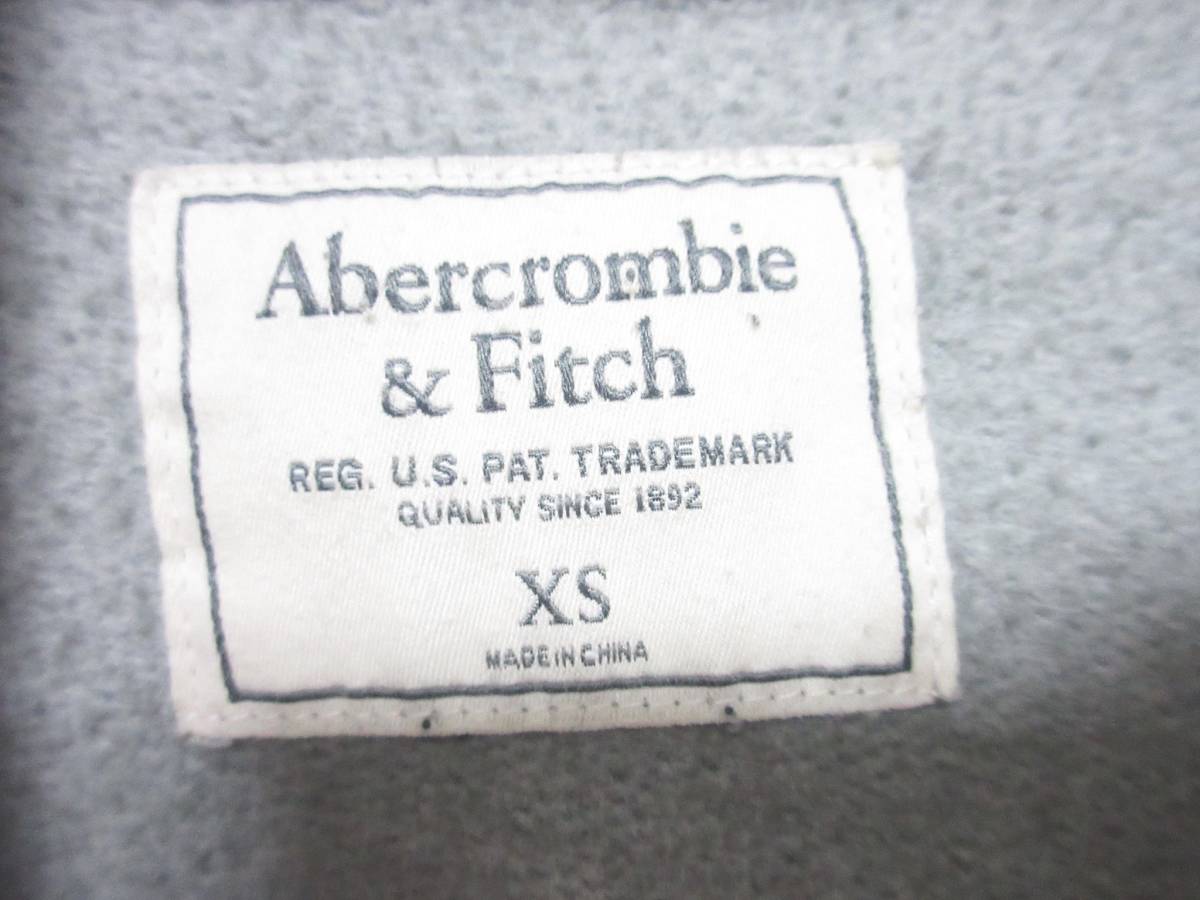 Abercrombie
& Fitch
REG. U.S. PAT. TRADEMARK
QUALITY SINCE 1892
XS
MADE IN CHINA